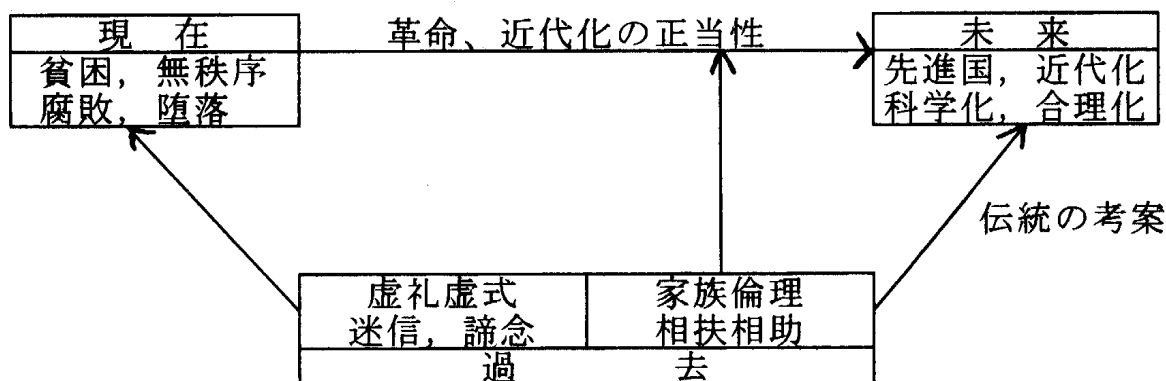 現 在
貧困，無秩序
腐敗，堕落
革命、近代化の正当性
未 来
先進国，近代化
科学化，合理化
伝統の考案
虚礼虚式
迷信，諦念
家族倫理
相扶相助
過 去